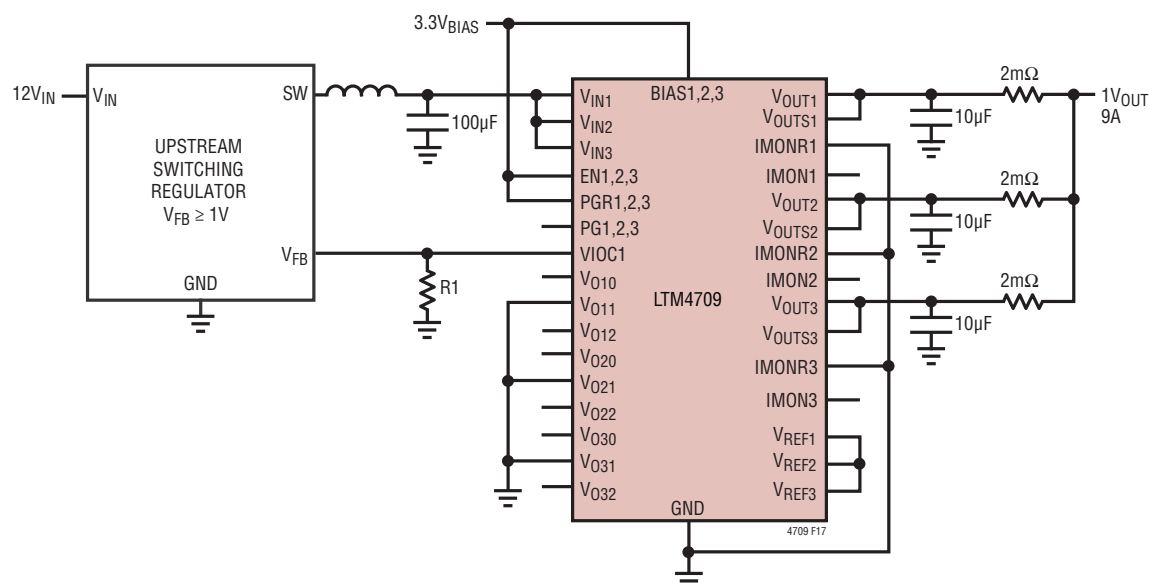 3.3VBIAS
12VIN
VIN
SW
UPSTREAM
SWITCHING
REGULATOR
VFB ≥ 1V
VFB
GND
100µF
R1
BIAS1,2,3
VIN1
VIN2
VIN3
EN1,2,3
PGR1,2,3
PG1,2,3
VIOC1
VO10
VO11
VO12
VO20
VO21
VO22
VO30
VO31
VO32
LTM4709
GND
VOUT1
VOUTS1
IMONR1
IMON1
VOUT2
VOUTS2
IMONR2
IMON2
VOUT3
VOUTS3
IMONR3
IMON3
VREF1
VREF2
VREF3
2mΩ
10µF
2mΩ
10µF
2mΩ
10µF
1VOUT
9A
4709 F17